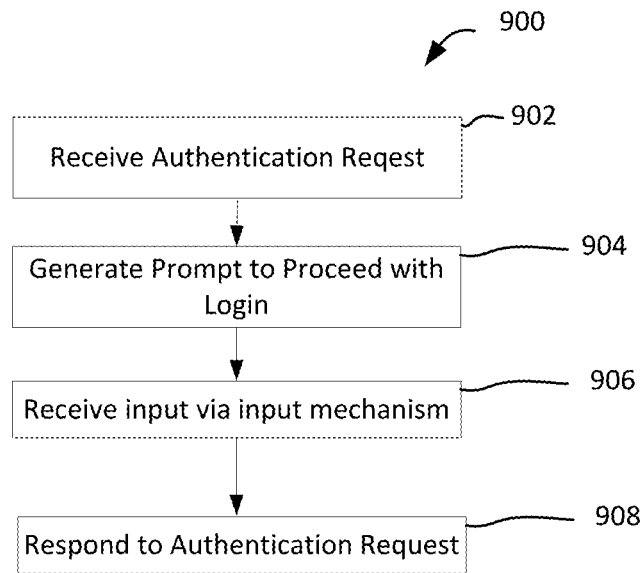 900
902
Receive Authentication Reqest
904
Generate Prompt to Proceed with
Login
906
Receive input via input mechanism
908
Respond to Authentication Request